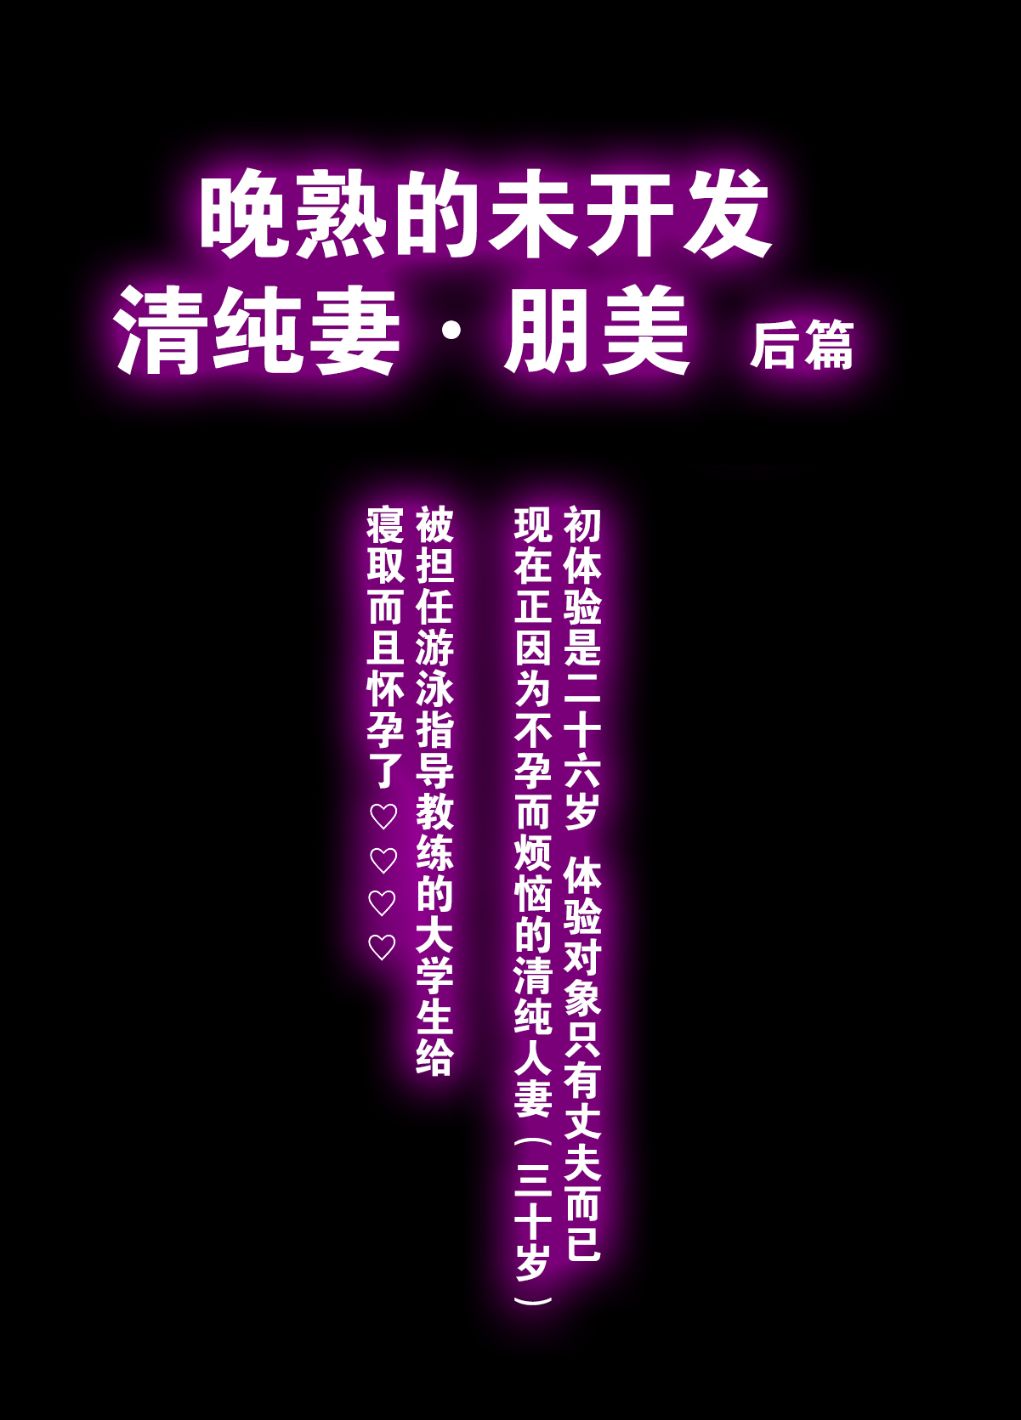 晚熟的未开发
清纯妻·朋美 后篇
初体验是二十六岁 体验对象只有丈夫而已
现在正因为不孕而烦恼的清纯人妻（三十岁）
被担任游泳指导教练的大学生给
寝取而且怀孕了♡♡♡♡